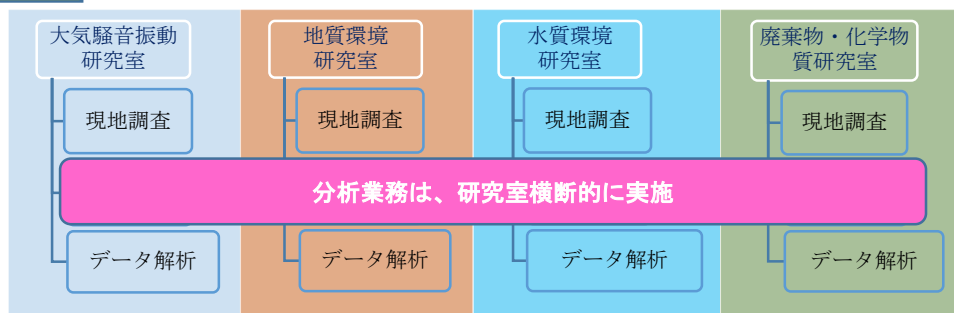 大気騒音振動
研究室
地質環境
研究室
水質環境
研究室
廃棄物・化学物
質研究室
現地調査
現地調査
現地調査
現地調査
分析業務は、研究室横断的に実施
データ解析
データ解析
データ解析
データ解析